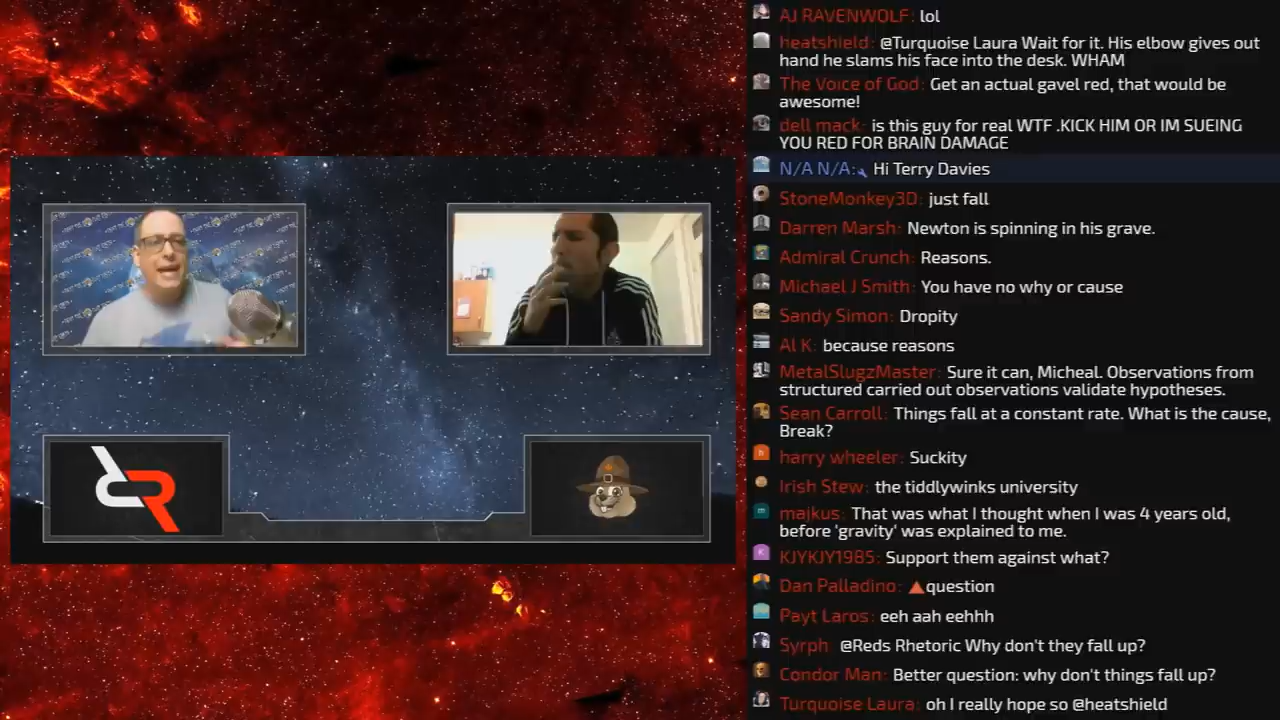 AJ RAVENWOLF: lol
heatshield: @Turquoise Laura Wait for it. His elbow gives out
hand he slams his face into the desk. WHAM
The Voice of God: Get an actual gavel red, that would be
awesome!
dell mack: is this guy for real WTF .KICK HIM OR IM SUEING
YOU RED FOR BRAIN DAMAGE
N/A N/A: Hi Terry Davies
StoneMonkey3D: just fall
Darren Marsh: Newton is spinning in his grave.
Admiral Crunch: Reasons.
Michael J Smith: You have no why or cause
Sandy Simon: Dropity
Al K: because reasons
MetalSlugzMaster: Sure it can, Micheal. Observations from
structured carried out observations validate hypotheses.
Sean Carroll: Things fall at a constant rate. What is the cause,
Break?
harry wheeler: Suckity
Irish Stew: the tiddlywinks university
majkus: That was what I thought when I was 4 years old,
before 'gravity' was explained to me.
KJYKJY1985: Support them against what?
Dan Palladino: 🔺question
Payt Laros: eeh aah eehhh
Syrph @Reds Rhetoric Why don't they fall up?
Condor Man: Better question: why don't things fall up?
Turquoise Laura: oh I really hope so @heatshield